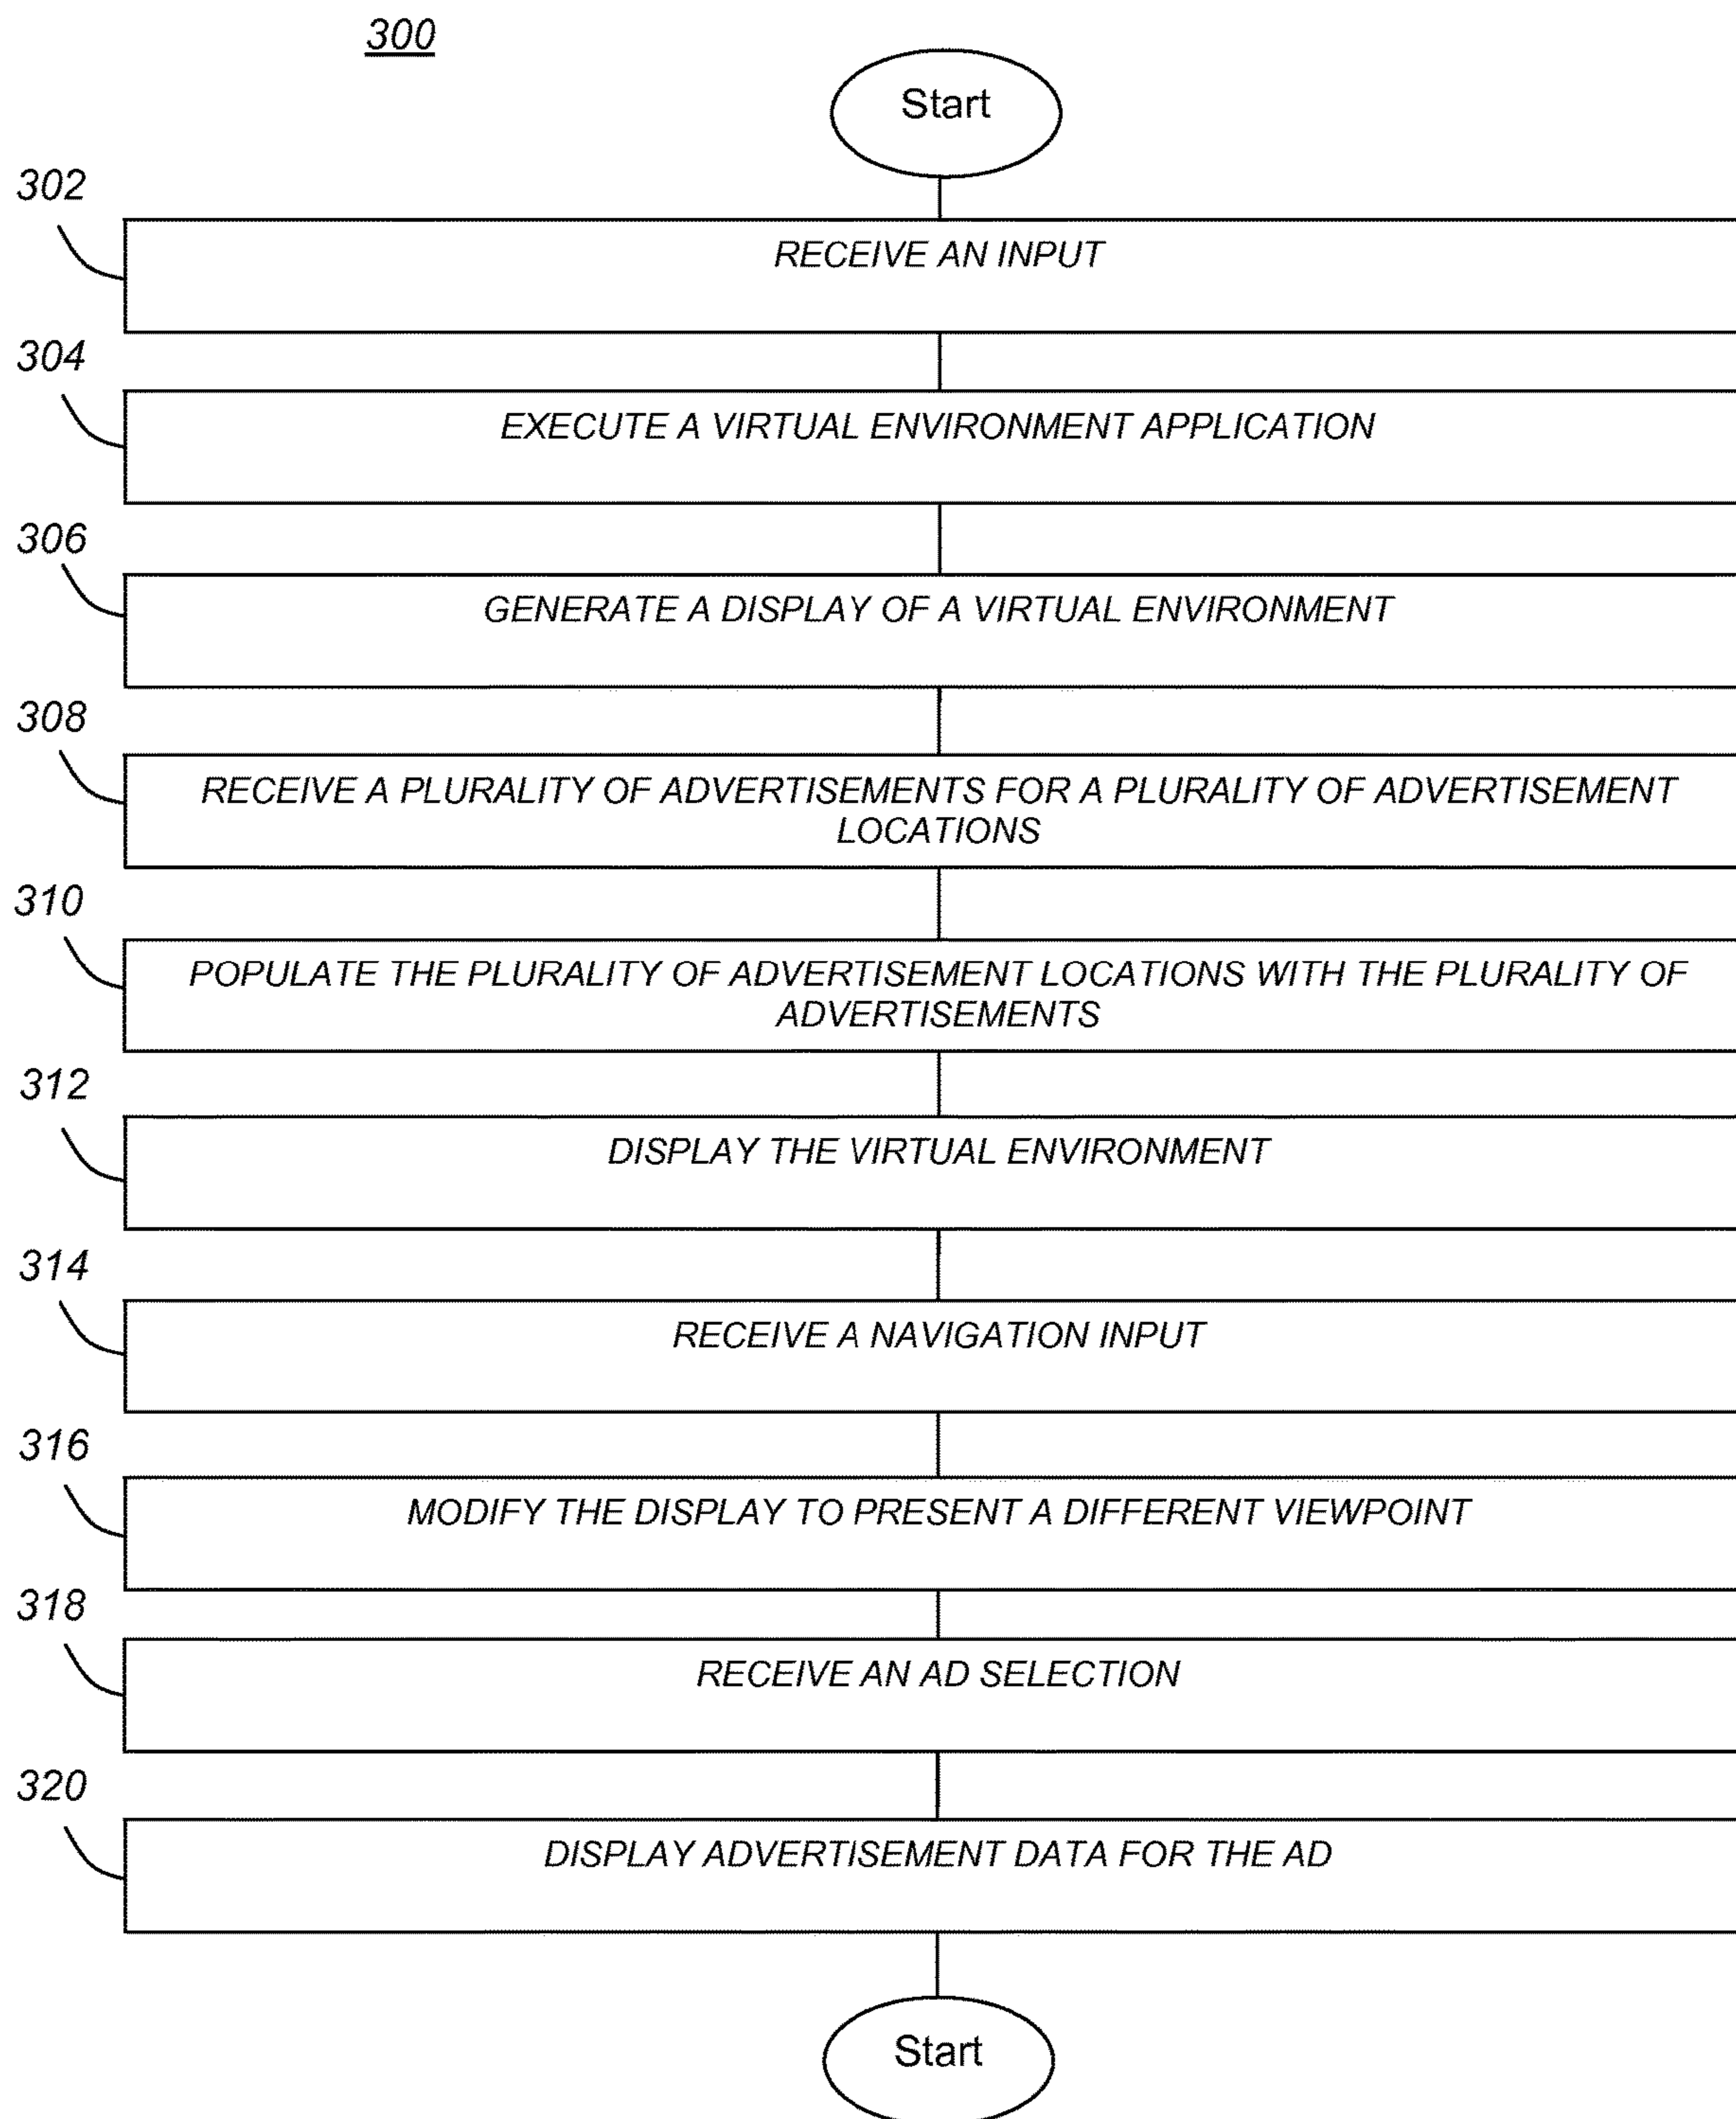 300
Start
302
RECEIVE AN INPUT
304
EXECUTE A VIRTUAL ENVIRONMENT APPLICATION
306
GENERATE A DISPLAY OF A VIRTUAL ENVIRONMENT
308
RECEIVE A PLURALITY OF ADVERTISEMENTS FOR A PLURALITY OF ADVERTISEMENT
LOCATIONS
310
POPULATE THE PLURALITY OF ADVERTISEMENT LOCATIONS WITH THE PLURALITY OF
ADVERTISEMENTS
312
DISPLAY THE VIRTUAL ENVIRONMENT
314
RECEIVE A NAVIGATION INPUT
316
MODIFY THE DISPLAY TO PRESENT A DIFFERENT VIEWPOINT
318
RECEIVE AN AD SELECTION
320
DISPLAY ADVERTISEMENT DATA FOR THE AD
Start